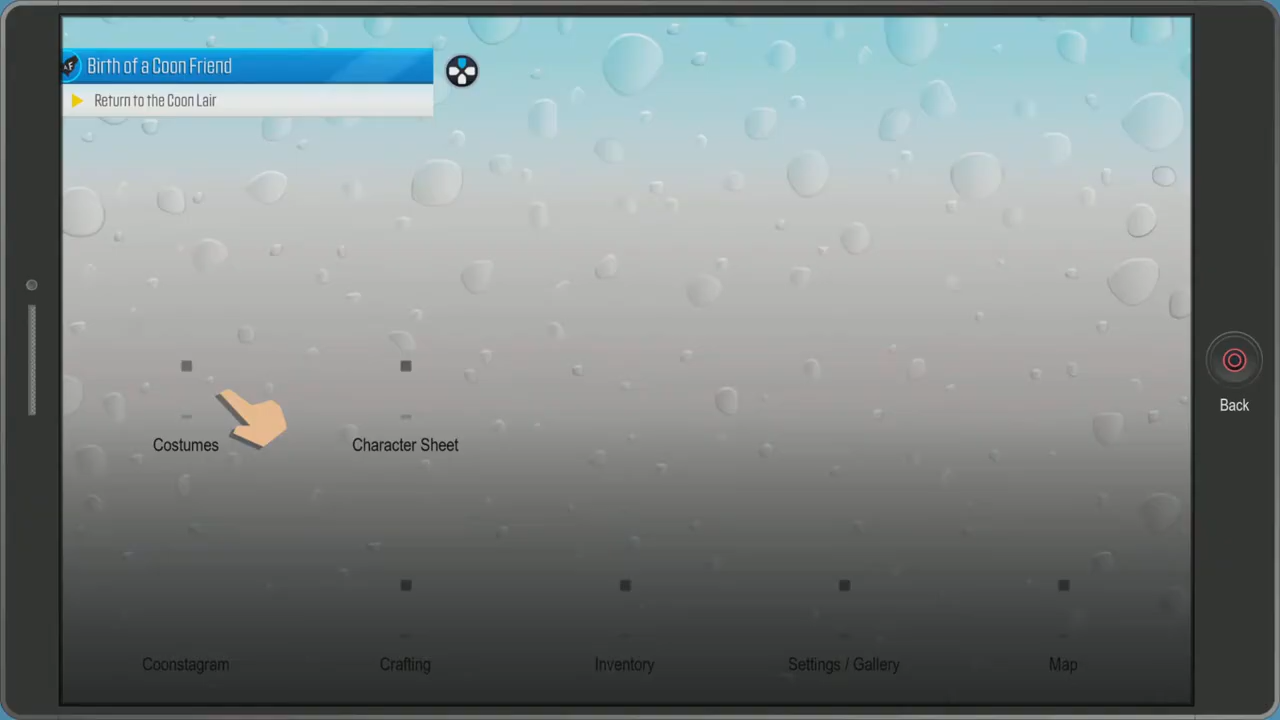 Birth of a Coon Friend
Return to the Coon Lair
Back
Costumes
Character Sheet
Coonstagram
Crafting
Inventory
Settings / Gallery
Map